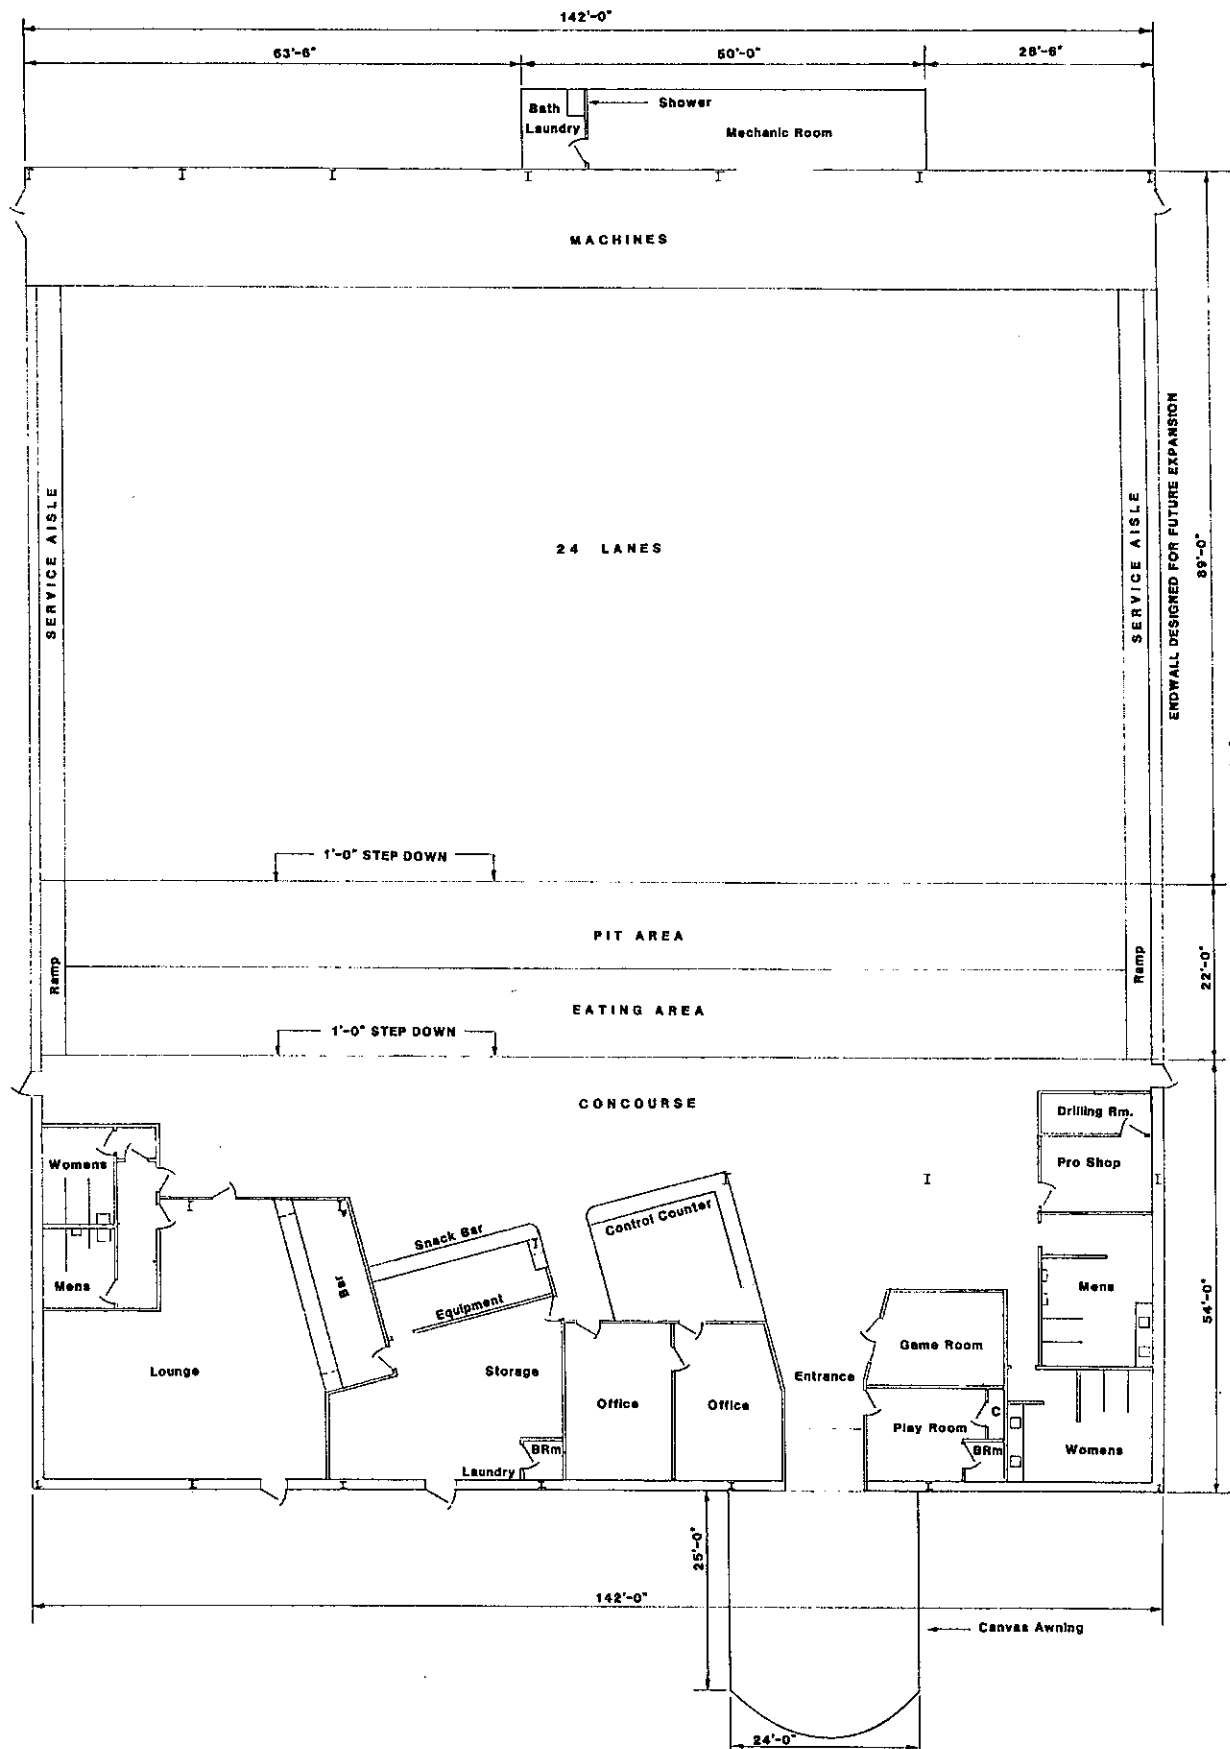 142'-0"
63'-6"
50'-0"
28'-6"
Bath
Shower
Laundry
Mechanic Room
MACHINES
SERVICE AISLE
24 LANES
SERVICE AISLE
ENDWALL DESIGNED FOR FUTURE EXPANSION
89'-0"
1'-0" STEP DOWN
PIT AREA
Ramp
Ramp
22'-0"
EATING AREA
1'-0" STEP DOWN
CONCOURSE
Drilling Rm.
Womens
Pro Shop
Snack Bar
Control Counter
Mens
Bar
Equipment
Mens
54'-0"
Game Room
Lounge
Storage
Entrance
Office
Office
C
Play Room
BRm
BRm
Womens
Laundry
25'-0"
142'-0"
Canvas Awning
24'-0"